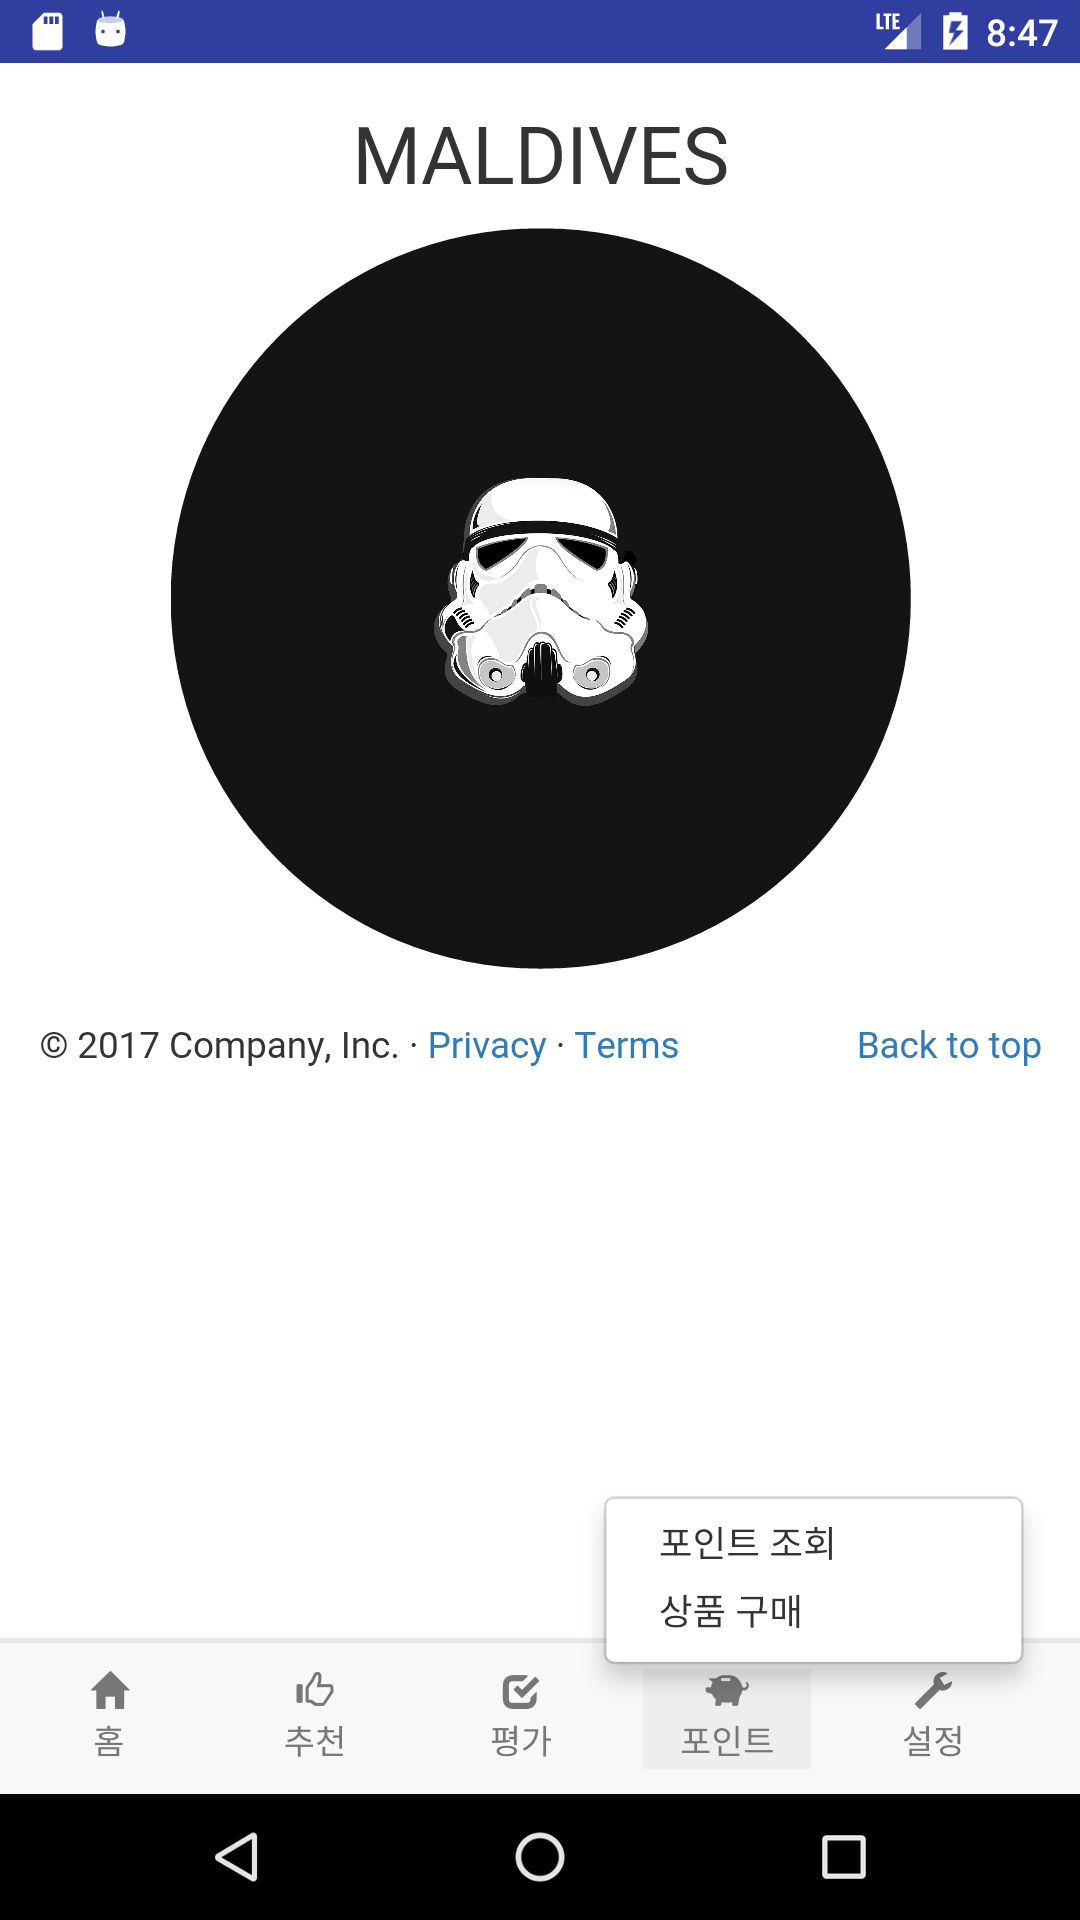 LTE 8:47
MALDIVES
© 2017 Company, Inc. · Privacy · Terms Back to top
포인트 조회
상품 구매
홈 추천 평가 포인트 설정